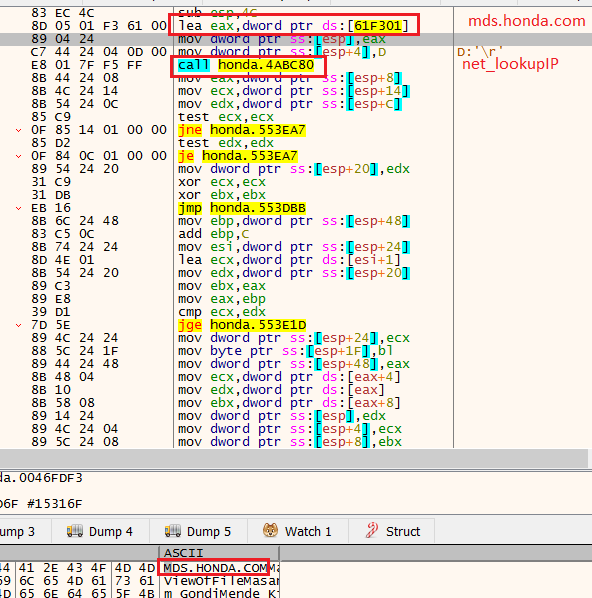 83 EC 4C sub esp,4C
8D 05 01 F3 61 00 lea eax,dword ptr ds:[61F301] mds.honda.com
89 04 24 mov dword ptr ss:[esp],eax
C7 44 24 04 0D 00 mov dword ptr ss:[esp+4],D D:'\r'
E8 01 7F F5 FF call honda.4ABC80 net_lookupIP
8B 44 24 08 mov eax,dword ptr ss:[esp+8]
8B 4C 24 14 mov ecx,dword ptr ss:[esp+14]
8B 54 24 0C mov edx,dword ptr ss:[esp+C]
85 C9 test ecx,ecx
0F 85 14 01 00 00 jne honda.553EA7
85 D2 test edx,edx
0F 84 0C 01 00 00 je honda.553EA7
89 54 24 20 mov dword ptr ss:[esp+20],edx
31 C9 xor ecx,ecx
31 DB xor ebx,ebx
EB 16 jmp honda.553DBB
8B 6C 24 48 mov ebp,dword ptr ss:[esp+48]
83 C5 0C add ebp,C
8B 74 24 24 mov esi,dword ptr ss:[esp+24]
8D 4E 01 lea ecx,dword ptr ds:[esi+1]
8B 54 24 20 mov edx,dword ptr ss:[esp+20]
89 C3 mov ebx,eax
89 E8 mov eax,ebp
39 D1 cmp ecx,edx
7D 5E jge honda.553E1D
89 4C 24 24 mov dword ptr ss:[esp+24],ecx
88 5C 24 1F mov byte ptr ss:[esp+1F],bl
89 44 24 48 mov dword ptr ss:[esp+48],eax
8B 48 04 mov ecx,dword ptr ds:[eax+4]
8B 10 mov edx,dword ptr ds:[eax]
8B 58 08 mov ebx,dword ptr ds:[eax+8]
89 14 24 mov dword ptr ss:[esp],edx
89 4C 24 04 mov dword ptr ss:[esp+4],ecx
89 5C 24 08 mov dword ptr ss:[esp+8],ebx
da.0046FDF3
D6F #15316F
ump 3 Dump 4 Dump 5 Watch 1 Struct
ASCII
44 41 2E 43 4F 4D 4D MDS.HONDA.COMMa
69 6C 65 4D 61 73 61 ViewOfFileMasar
4D 65 6E 64 65 5F 4B m_GondiMende_Ki